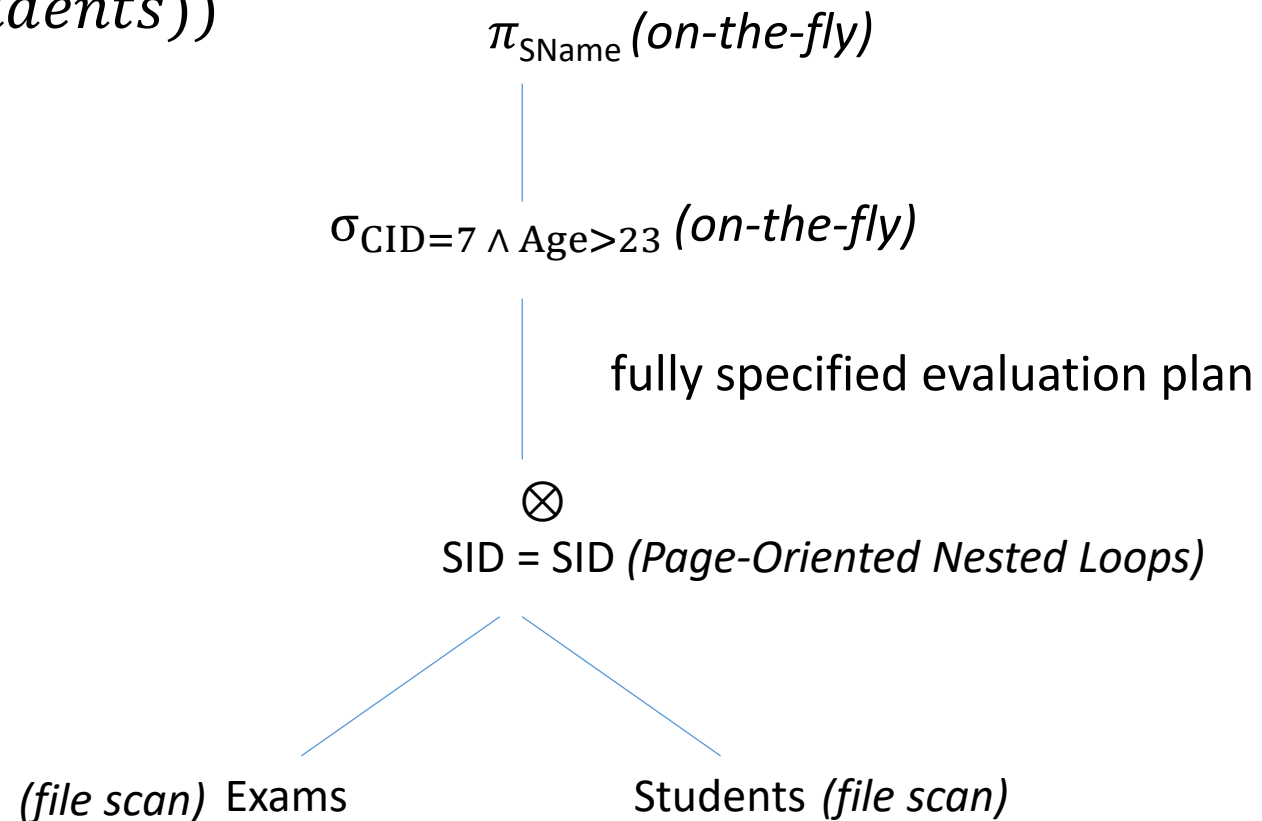 𝑑𝑒𝑛𝑡𝑠))
π SName (on-the-fly)
σ CID=7 ∧ Age>23 (on-the-fly)
fully specified evaluation plan
⊗
SID = SID (Page-Oriented Nested Loops)
(file scan) Exams Students (file scan)